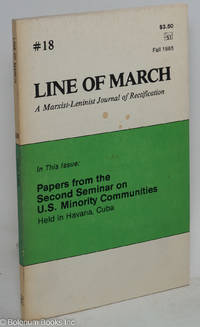 #18
$3.50
Fall 1985
LINE OF MARCH
A Marxist-Leninist Journal of Rectification
In This Issue:
Papers from the
Second Seminar on
U.S. Minority Communities
Held in Havana, Cuba
© Bolerium Books Inc.